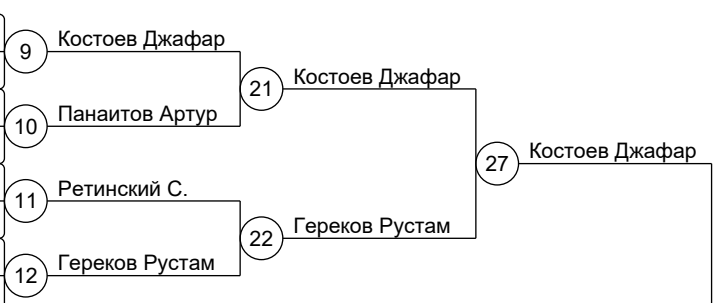 9 Костоев Джафар
21 Костоев Джафар
10 Панаитов Артур
27 Костоев Джафар
11 Ретинский С.
22 Гереков Рустам
12 Гереков Рустам